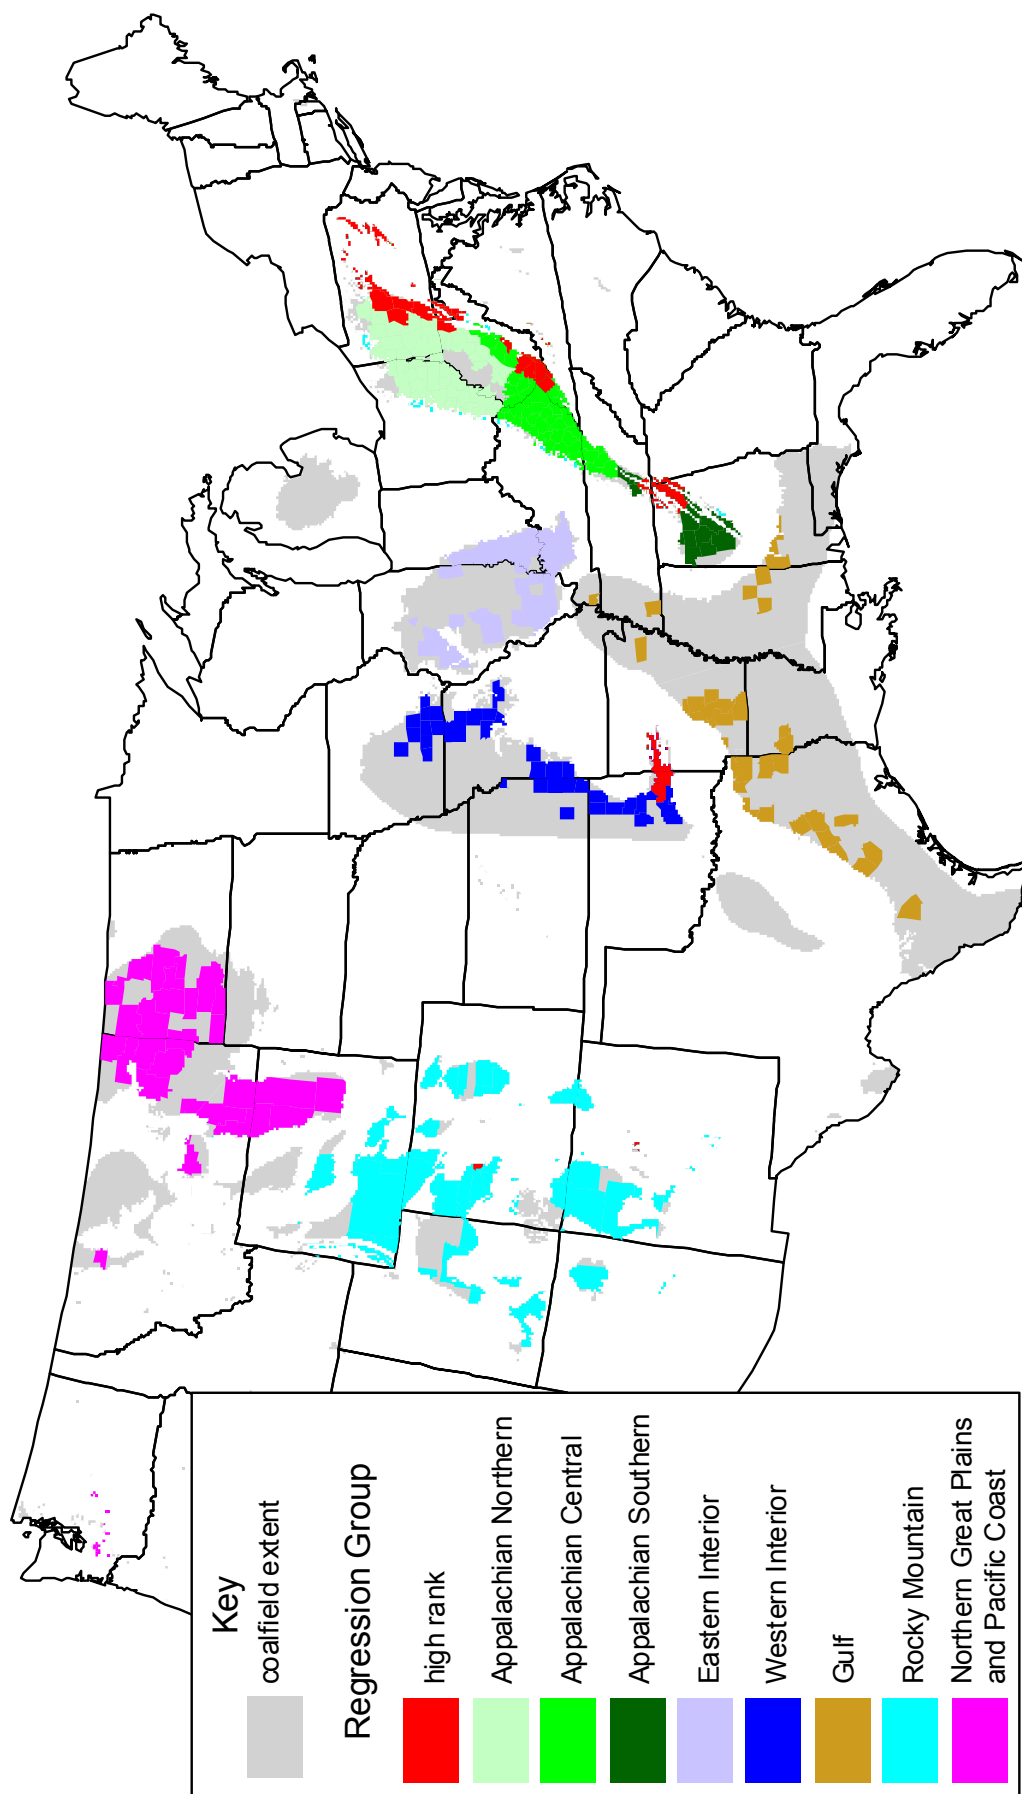 Key
coalfield extent
Regression Group
high rank
Appalachian Northern
Appalachian Central
Appalachian Southern
Eastern Interior
Western Interior
Gulf
Rocky Mountain
Northern Great Plains
and Pacific Coast